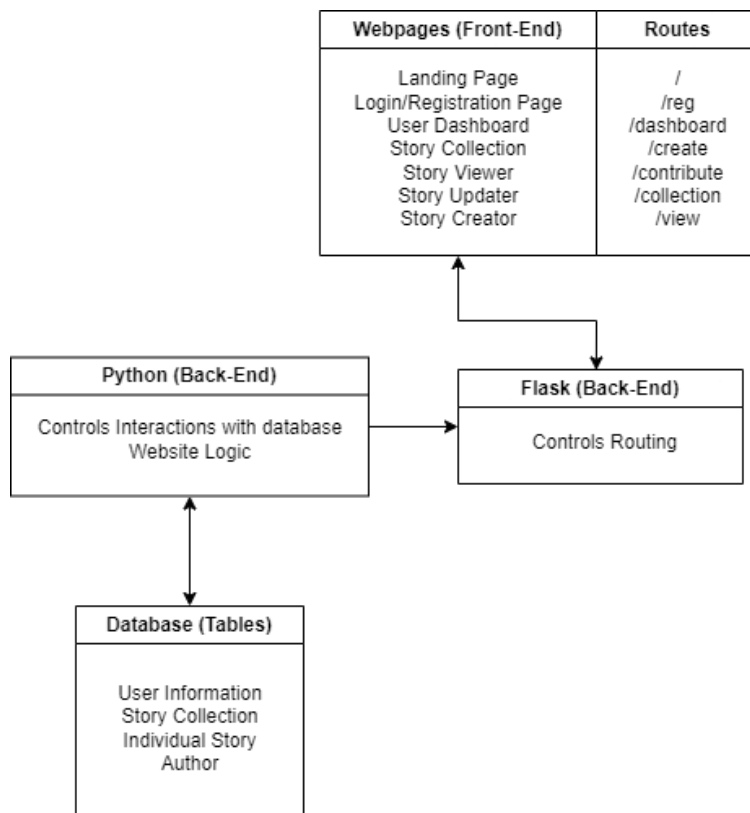 Webpages (Front-End) Routes
Landing Page /
Login/Registration Page /reg
User Dashboard /dashboard
Story Collection /create
Story Viewer /contribute
Story Updater /collection
Story Creator /view
Python (Back-End)
Controls Interactions with database
Website Logic
Flask (Back-End)
Controls Routing
Database (Tables)
User Information
Story Collection
Individual Story
Author